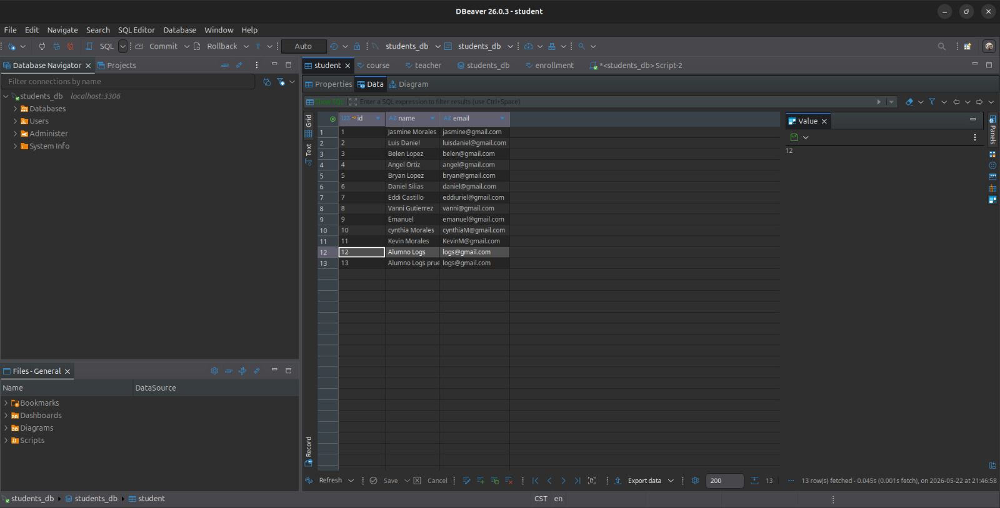 DBeaver 26.0.3 - student
File Edit Navigate Search SQL Editor Database Window Help
SQL Commit Rollback Auto students_db students_db
Database Navigator Projects
Filter connections by name
students_db localhost:3306
Databases
Users
Administer
System Info
Files - General
Name DataSource
Bookmarks
Dashboards
Diagrams
Scripts
student course teacher students_db enrollment *<students_db> Script-2
Properties Data Diagram
Show SQL Enter a SQL expression to filter results (use Ctrl+Space)
Grid
Text
Record
123 id AZ name AZ email
1 1 Jasmine Morales jasmine@gmail.com
2 2 Luis Daniel luisdaniel@gmail.com
3 3 Belen Lopez belen@gmail.com
4 4 Angel Ortiz angel@gmail.com
5 5 Bryan Lopez bryan@gmail.com
6 6 Daniel Silias daniel@gmail.com
7 7 Eddi Castillo eddiuriel@gmail.com
8 8 Vanni Gutierrez vanni@gmail.com
9 9 Emanuel emanuel@gmail.com
10 10 cynthia Morales cynthiaM@gmail.com
11 11 Kevin Morales KevinM@gmail.com
12 12 Alumno Logs logs@gmail.com
13 13 Alumno Logs prue logs@gmail.com
Value
12
Panels
Refresh Save Cancel Export data 200 13 ... 13 row(s) fetched - 0.045s (0.001s fetch), on 2026-05-22 at 21:46:58
students_db students_db student CST en